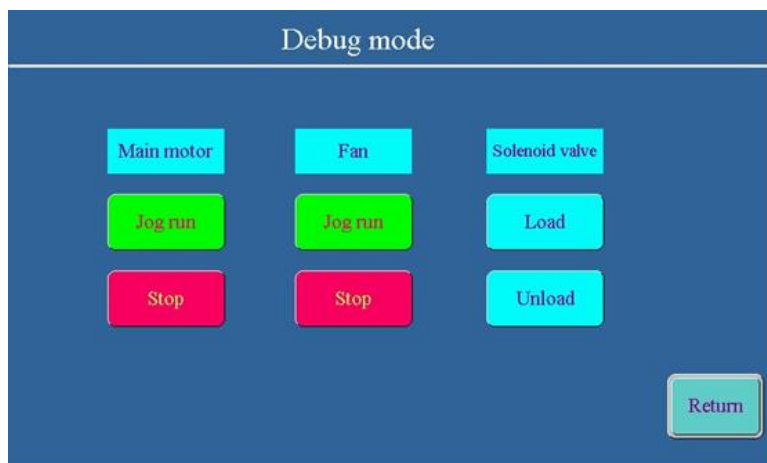 Debug mode
Main motor Fan Solenoid valve
Jog run Jog run Load
Stop Stop Unload
Return